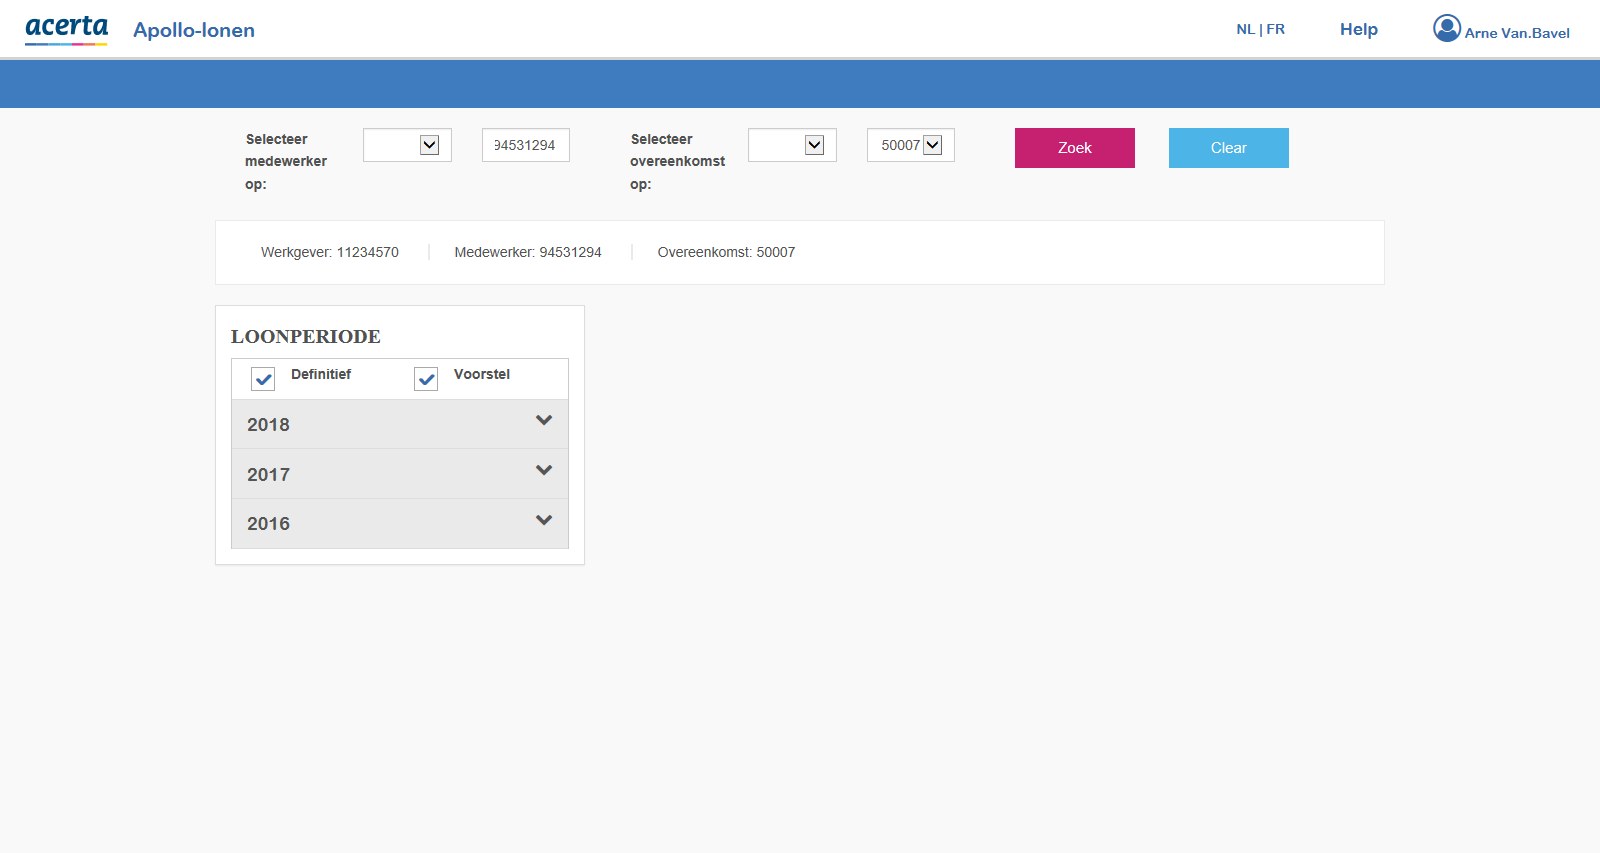 acerta Apollo-lonen NL | FR Help Arne Van.Bavel
Selecteer
medewerker
op:
94531294
Selecteer
overeenkomst
op:
50007
Zoek
Clear
Werkgever: 11234570 Medewerker: 94531294 Overeenkomst: 50007
LOONPERIODE
Definitief Voorstel
2018
2017
2016